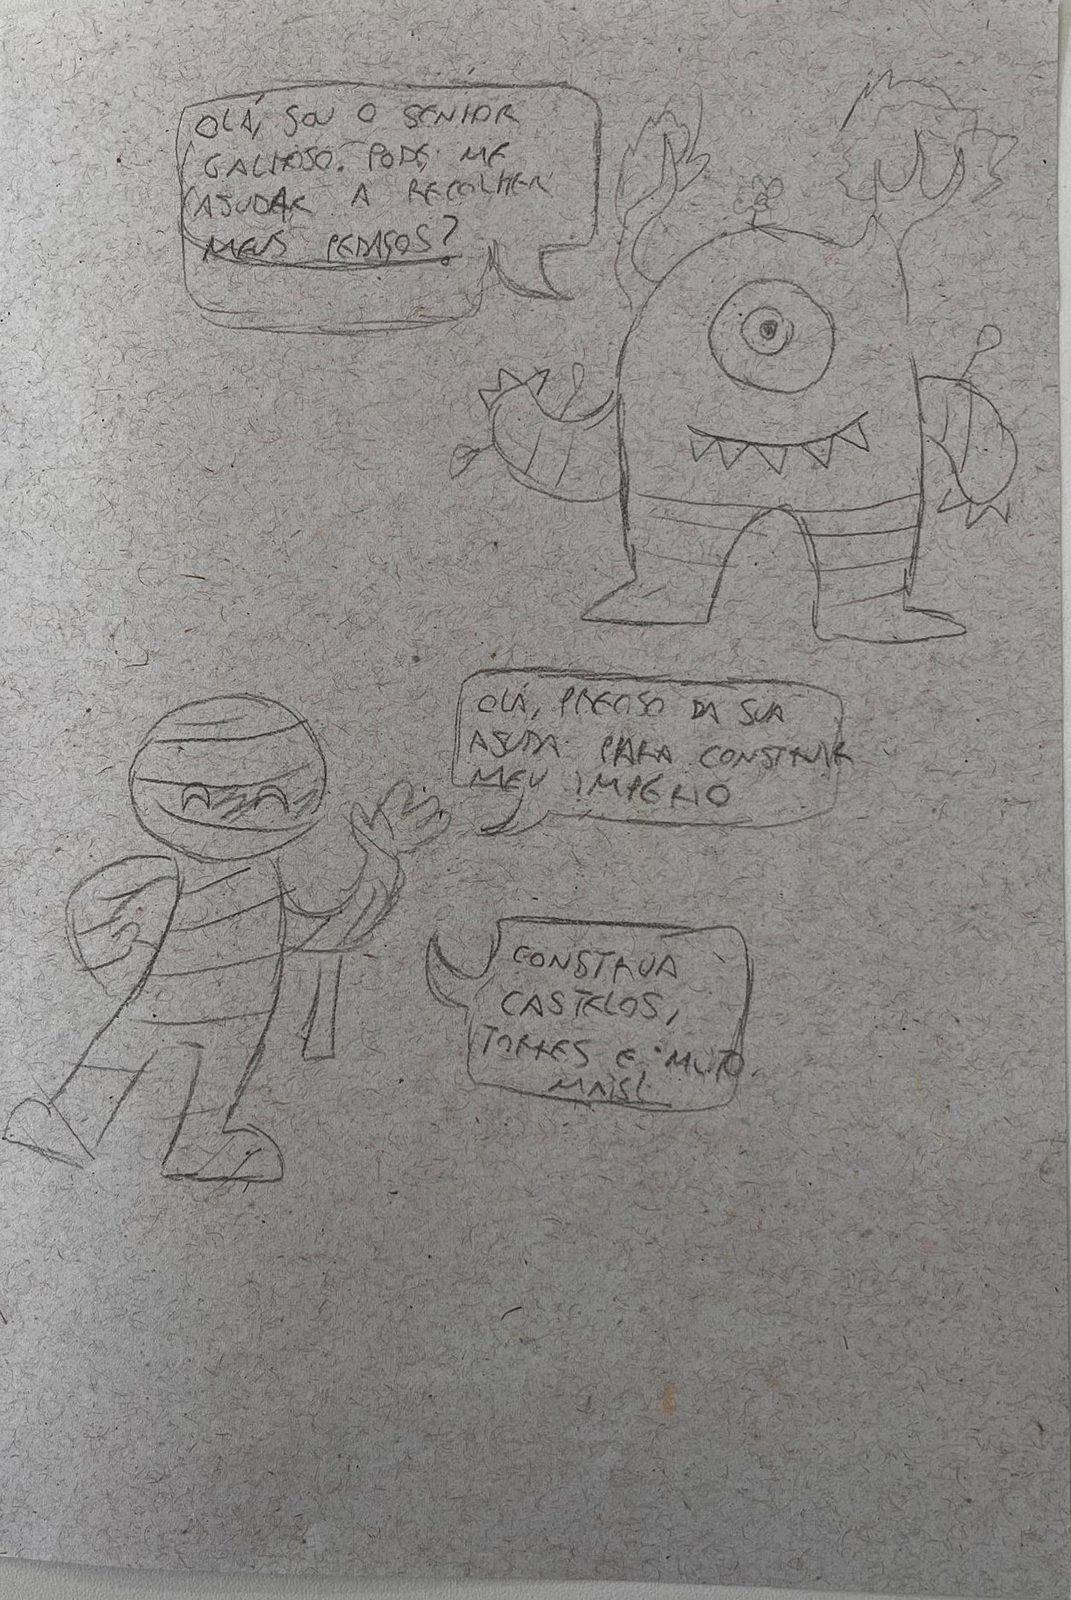 OLÁ, SOU O SENHOR
GALHOSO. PODE ME
AJUDAR A RECOLHER
MEUS PEDAÇOS?
OLÁ, PRECISO DA SUA
AJUDA PARA CONSTRUIR
MEU IMPÉRIO
CONSTRUA
CASTELOS,
TORRES E MUITO
MAIS!